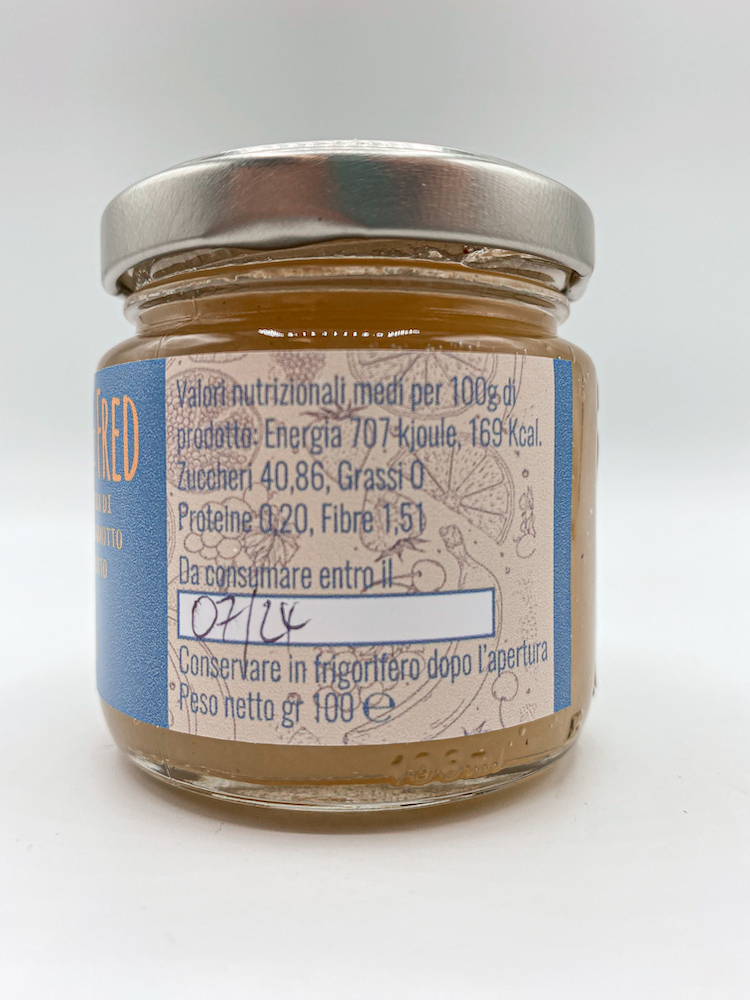 FRED
DI
Valori nutrizionali medi per 100g di
prodotto: Energia 707 kjoule, 169 Kcal.
Zuccheri 40,86, Grassi 0
Proteine 0,20, Fibre 1,51
Da consumare entro il
07/24
Conservare in frigorifero dopo l'apertura
Peso netto gr 100 ℮